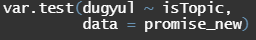 var.test(dugyul ~ isTopic,
data = promise_new)